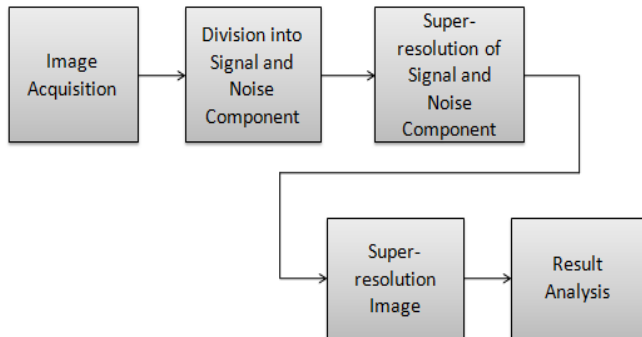 Image
Acquisition
Division into
Signal and
Noise
Component
Super-
resolution of
Signal and
Noise
Component
Super-
resolution
Image
Result
Analysis